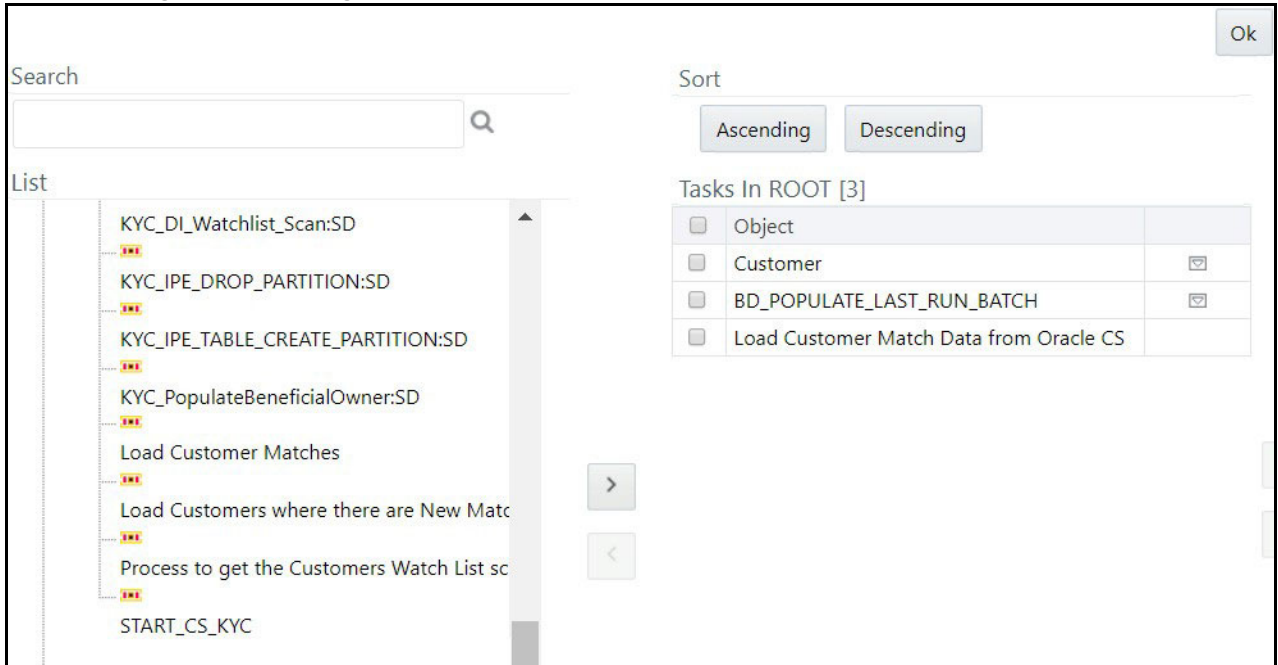 Ok
Search
List
KYC_DI_Watchlist_Scan:SD
KYC_IPE_DROP_PARTITION:SD
KYC_IPE_TABLE_CREATE_PARTITION:SD
KYC_PopulateBeneficialOwner:SD
Load Customer Matches
Load Customers where there are New Matc
Process to get the Customers Watch List sc
START_CS_KYC
>
<
Sort
Ascending Descending
Tasks In ROOT [3]
Object
Customer
BD_POPULATE_LAST_RUN_BATCH
Load Customer Match Data from Oracle CS